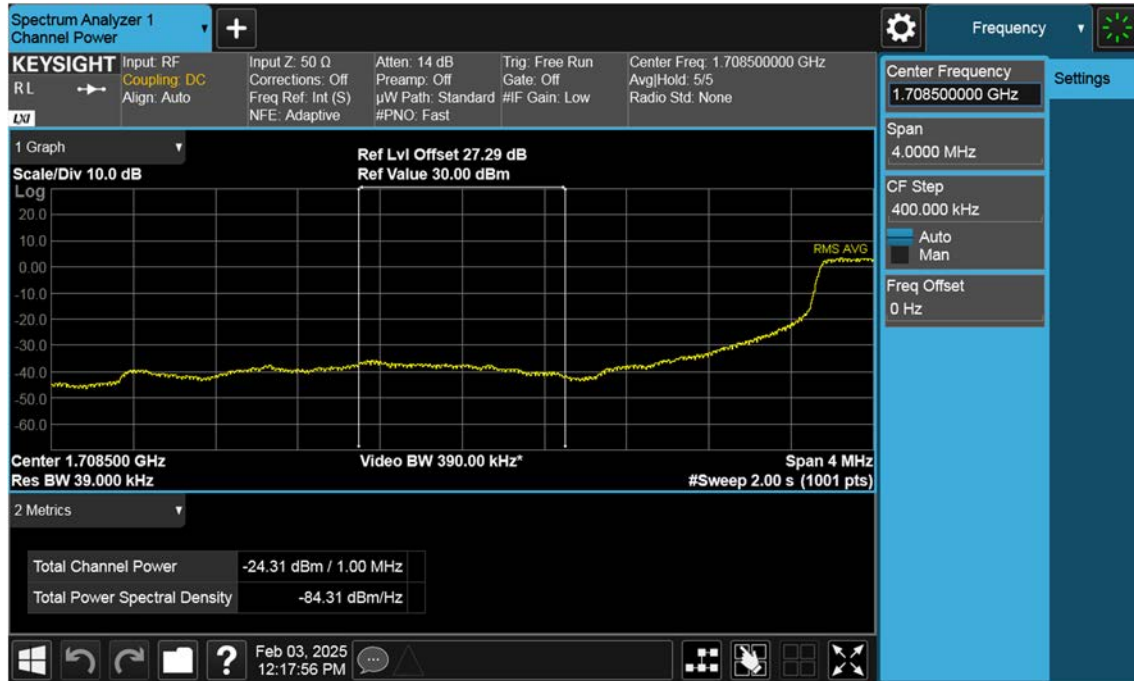 Spectrum Analyzer 1
Channel Power
Frequency
KEYSIGHT
RL
LXI
Input: RF
Coupling: DC
Align: Auto
Input Z: 50 Ω
Corrections: Off
Freq Ref: Int (S)
NFE: Adaptive
Atten: 14 dB
Preamp: Off
µW Path: Standard
#PNO: Fast
Trig: Free Run
Gate: Off
#IF Gain: Low
Center Freq: 1.708500000 GHz
Avg|Hold: 5/5
Radio Std: None
Center Frequency
1.708500000 GHz
Settings
Span
4.0000 MHz
CF Step
400.000 kHz
Auto
Man
Freq Offset
0 Hz
1 Graph
Scale/Div 10.0 dB
Ref Lvl Offset 27.29 dB
Ref Value 30.00 dBm
Log
20.0
10.0
0.00
-10.0
-20.0
-30.0
-40.0
-50.0
-60.0
RMS AVG
Center 1.708500 GHz
Video BW 390.00 kHz*
Span 4 MHz
Res BW 39.000 kHz
#Sweep 2.00 s (1001 pts)
2 Metrics
Total Channel Power -24.31 dBm / 1.00 MHz
Total Power Spectral Density -84.31 dBm/Hz
?
Feb 03, 2025
12:17:56 PM